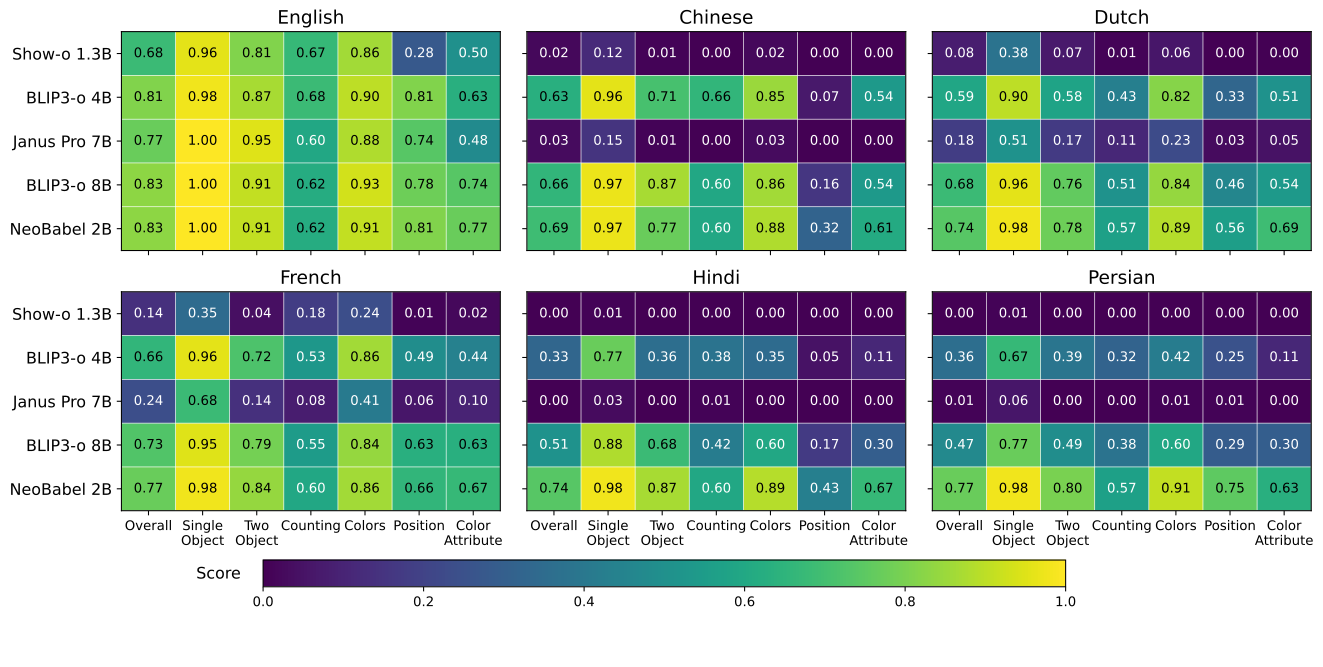 English Chinese Dutch
Show-o 1.3B 0.68 0.96 0.81 0.67 0.86 0.28 0.50 0.02 0.12 0.01 0.00 0.02 0.00 0.00 0.08 0.38 0.07 0.01 0.06 0.00 0.00
BLIP3-o 4B 0.81 0.98 0.87 0.68 0.90 0.81 0.63 0.63 0.96 0.71 0.66 0.85 0.07 0.54 0.59 0.90 0.58 0.43 0.82 0.33 0.51
Janus Pro 7B 0.77 1.00 0.95 0.60 0.88 0.74 0.48 0.03 0.15 0.01 0.00 0.03 0.00 0.00 0.18 0.51 0.17 0.11 0.23 0.03 0.05
BLIP3-o 8B 0.83 1.00 0.91 0.62 0.93 0.78 0.74 0.66 0.97 0.87 0.60 0.86 0.16 0.54 0.68 0.96 0.76 0.51 0.84 0.46 0.54
NeoBabel 2B 0.83 1.00 0.91 0.62 0.91 0.81 0.77 0.69 0.97 0.77 0.60 0.88 0.32 0.61 0.74 0.98 0.78 0.57 0.89 0.56 0.69
French Hindi Persian
Show-o 1.3B 0.14 0.35 0.04 0.18 0.24 0.01 0.02 0.00 0.01 0.00 0.00 0.00 0.00 0.00 0.00 0.01 0.00 0.00 0.00 0.00 0.00
BLIP3-o 4B 0.66 0.96 0.72 0.53 0.86 0.49 0.44 0.33 0.77 0.36 0.38 0.35 0.05 0.11 0.36 0.67 0.39 0.32 0.42 0.25 0.11
Janus Pro 7B 0.24 0.68 0.14 0.08 0.41 0.06 0.10 0.00 0.03 0.00 0.01 0.00 0.00 0.00 0.01 0.06 0.00 0.00 0.01 0.01 0.00
BLIP3-o 8B 0.73 0.95 0.79 0.55 0.84 0.63 0.63 0.51 0.88 0.68 0.42 0.60 0.17 0.30 0.47 0.77 0.49 0.38 0.60 0.29 0.30
NeoBabel 2B 0.77 0.98 0.84 0.60 0.86 0.66 0.67 0.74 0.98 0.87 0.60 0.89 0.43 0.67 0.77 0.98 0.80 0.57 0.91 0.75 0.63
Overall Single Two Counting Colors Position Color Overall Single Two Counting Colors Position Color Overall Single Two Counting Colors Position Color
Object Object Attribute Object Object Attribute Object Object Attribute
Score
0.0 0.2 0.4 0.6 0.8 1.0